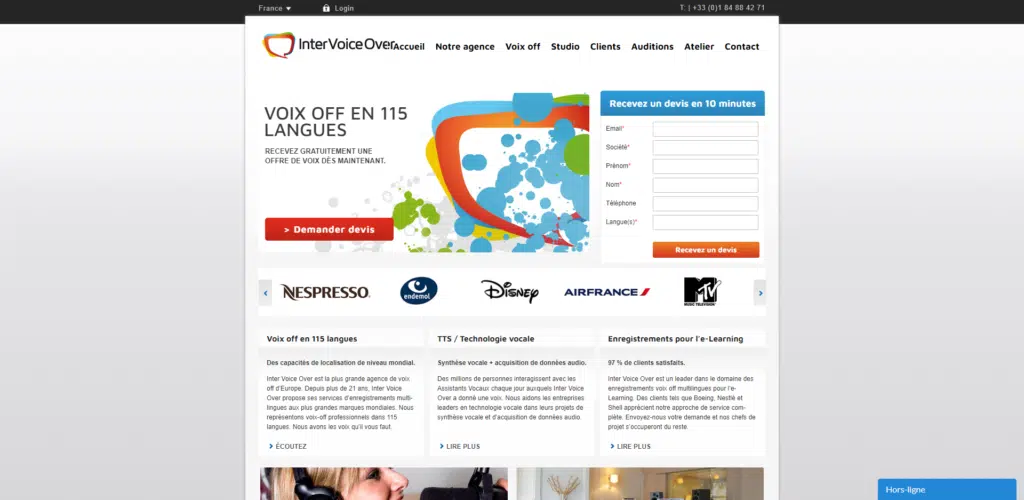 France
Login
T: | +33 (0)1 84 88 42 71
Inter Voice Over
Accueil Notre agence Voix off Studio Clients Auditions Atelier Contact
VOIX OFF EN 115
LANGUES
RECEVEZ GRATUITEMENT UNE
OFFRE DE VOIX DÈS MAINTENANT.
> Demander devis
Recevez un devis en 10 minutes
Email*
Société*
Prénom*
Nom*
Téléphone
Langue(s)*
Recevez un devis
NESPRESSO.
endemol
Disney
AIRFRANCE
MTV
MUSIC TELEVISION
Voix off en 115 langues
Des capacités de localisation de niveau mondial.
Inter Voice Over est la plus grande agence de voix
off d'Europe. Depuis plus de 21 ans, Inter Voice
Over propose ses services d'enregistrements multi-
lingues aux plus grandes marques mondiales. Nous
représentons voix-off professionnels dans 115
langues. Nous avons les voix qu'il vous faut.
ÉCOUTEZ
TTS / Technologie vocale
Synthèse vocale + acquisition de données audio.
Des millions de personnes interagissent avec les
Assistants Vocaux chaque jour auxquels Inter Voice
Over a donné une voix. Nous aidons les entreprises
leaders en technologie vocale dans leurs projets de
synthèse vocale et d'acquisition de données audio.
LIRE PLUS
Enregistrements pour l'e-Learning
97 % de clients satisfaits.
Inter Voice Over est un leader dans le domaine des
enregistrements voix off multilingues pour l'e-
Learning. Des clients tels que Boeing, Nestlé et
Shell apprécient notre approche de service com-
plète. Envoyez-nous votre demande et nos chefs de
projet s'occuperont du reste.
LIRE PLUS
Hors-ligne